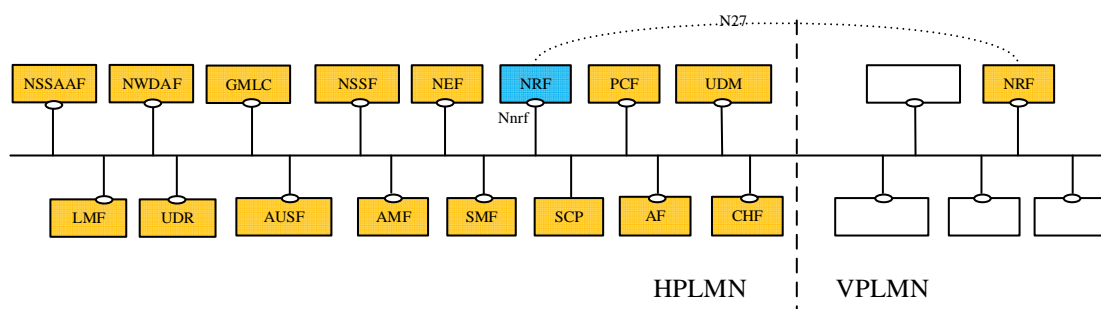 N27
NSSAAF NWDAF GMLC NSSF NEF NRF PCF UDM NRF
Nnrf
LMF UDR AUSF AMF SMF SCP AF CHF
HPLMN VPLMN